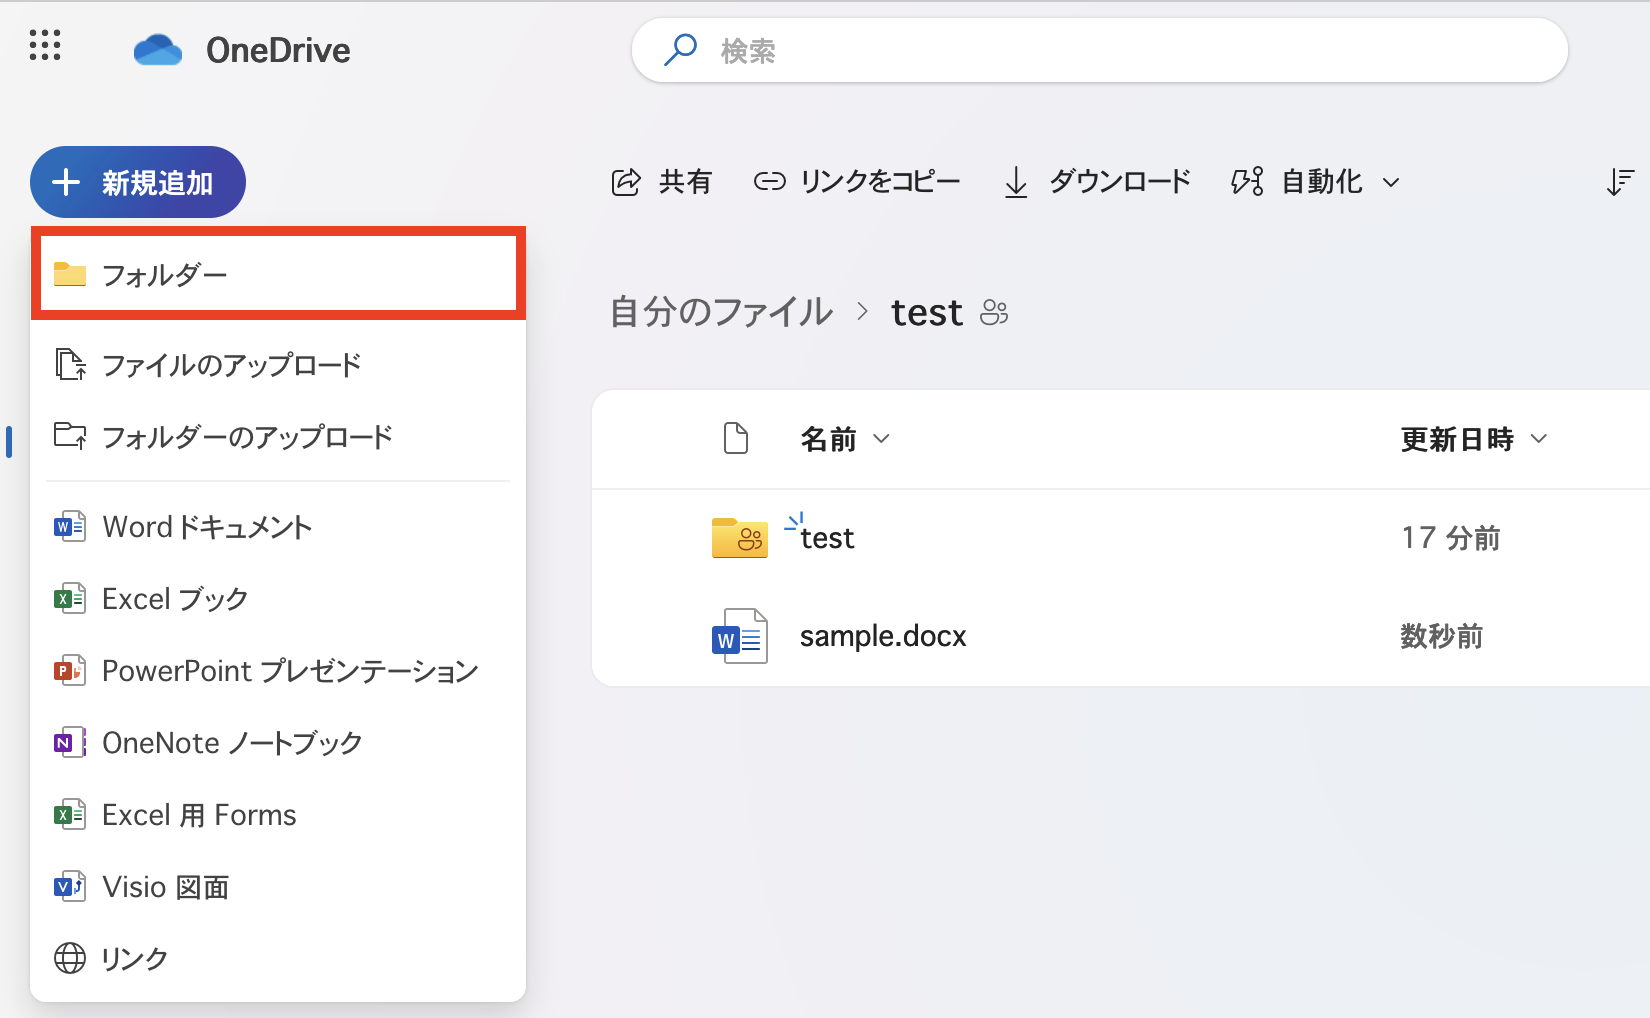 OneDrive
検索
新規追加
共有 リンクをコピー ダウンロード 自動化
フォルダー
ファイルのアップロード
フォルダーのアップロード
Word ドキュメント
Excel ブック
PowerPoint プレゼンテーション
OneNote ノートブック
Excel 用 Forms
Visio 図面
リンク
自分のファイル > test
名前 更新日時
test 17 分前
sample.docx 数秒前